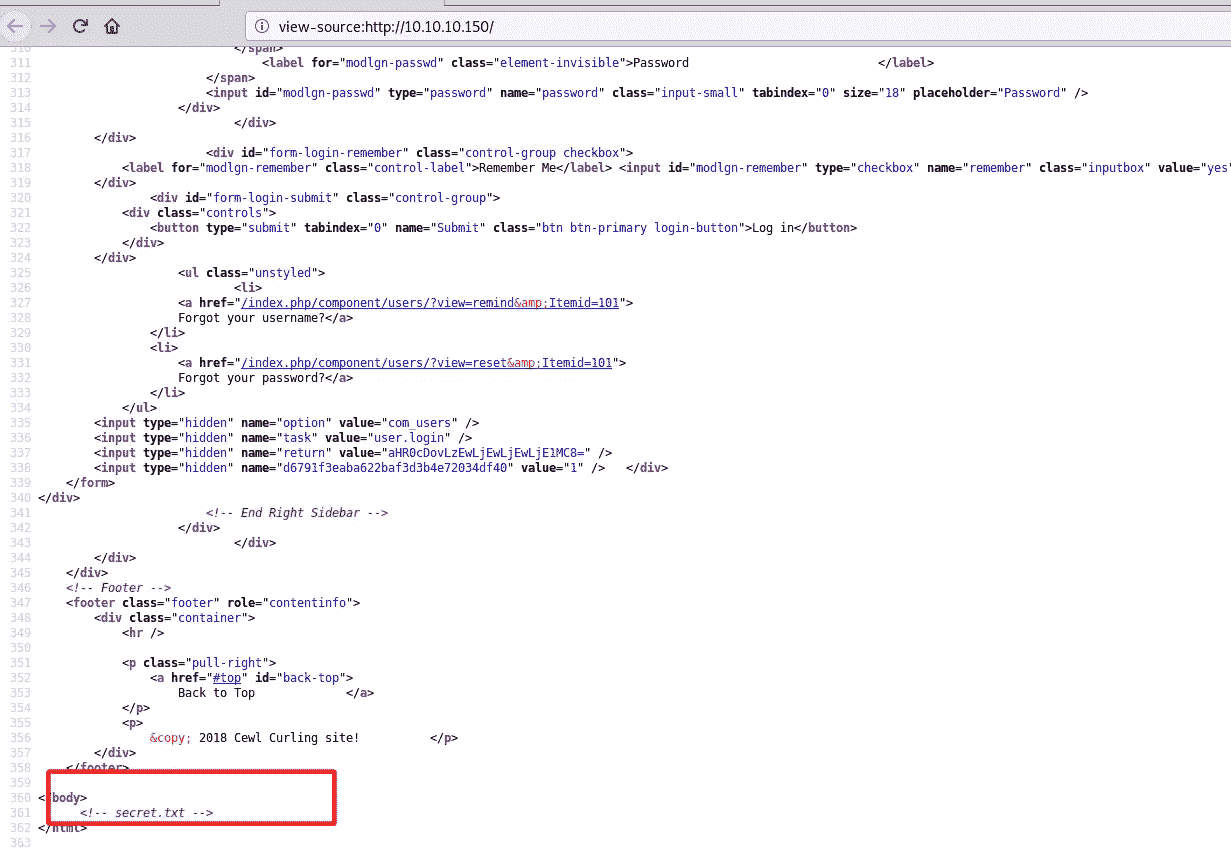 view-source:http://10.10.10.150/
310 </span>
311 <label for="modlgn-passwd" class="element-invisible">Password </label>
312 </span>
313 <input id="modlgn-passwd" type="password" name="password" class="input-small" tabindex="0" size="18" placeholder="Password" />
314 </div>
315 </div>
316 </div>
317 <div id="form-login-remember" class="control-group checkbox">
318 <label for="modlgn-remember" class="control-label">Remember Me</label> <input id="modlgn-remember" type="checkbox" name="remember" class="inputbox" value="yes"
319 </div>
320 <div id="form-login-submit" class="control-group">
321 <div class="controls">
322 <button type="submit" tabindex="0" name="Submit" class="btn btn-primary login-button">Log in</button>
323 </div>
324 </div>
325 <ul class="unstyled">
326 <li>
327 <a href="/index.php/component/users/?view=remind&amp;Itemid=101">
328 Forgot your username?</a>
329 </li>
330 <li>
331 <a href="/index.php/component/users/?view=reset&amp;Itemid=101">
332 Forgot your password?</a>
333 </li>
334 </ul>
335 <input type="hidden" name="option" value="com_users" />
336 <input type="hidden" name="task" value="user.login" />
337 <input type="hidden" name="return" value="aHR0cDovLzEwLjEwLjEwLjE1MC8=" />
338 <input type="hidden" name="d6791f3eaba622baf3d3b4e72034df40" value="1" /> </div>
339 </form>
340 </div>
341 <!-- End Right Sidebar -->
342 </div>
343 </div>
344 </div>
345 </div>
346 <!-- Footer -->
347 <footer class="footer" role="contentinfo">
348 <div class="container">
349 <hr />
350
351 <p class="pull-right">
352 <a href="#top" id="back-top">
353 Back to Top </a>
354 </p>
355 <p>
356 &copy; 2018 Cewl Curling site! </p>
357 </div>
358 </footer>
359
360 </body>
361 <!-- secret.txt -->
362 </html>
363